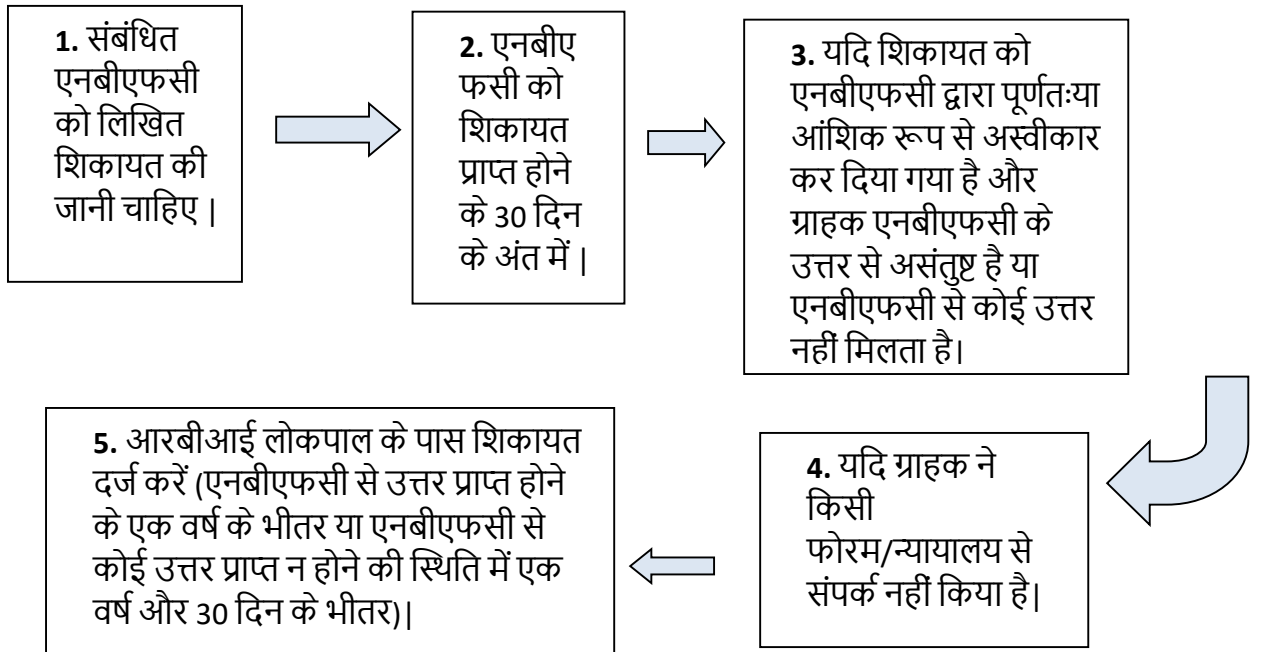 1. संबंधित
एनबीएफसी
को लिखित
शिकायत की
जानी चाहिए |
2. एनबीए
फसी को
शिकायत
प्राप्त होने
के 30 दिन
के अंत में |
3. यदि शिकायत को
एनबीएफसी द्वारा पूर्णतःया
आंशिक रूप से अस्वीकार
कर दिया गया है और
ग्राहक एनबीएफसी के
उत्तर से असंतुष्ट है या
एनबीएफसी से कोई उत्तर
नहीं मिलता है।
4. यदि ग्राहक ने
किसी
फोरम/न्यायालय से
संपर्क नहीं किया है|
5. आरबीआई लोकपाल के पास शिकायत
दर्ज करें (एनबीएफसी से उत्तर प्राप्त होने
के एक वर्ष के भीतर या एनबीएफसी से
कोई उत्तर प्राप्त न होने की स्थिति में एक
वर्ष और 30 दिन के भीतर)|